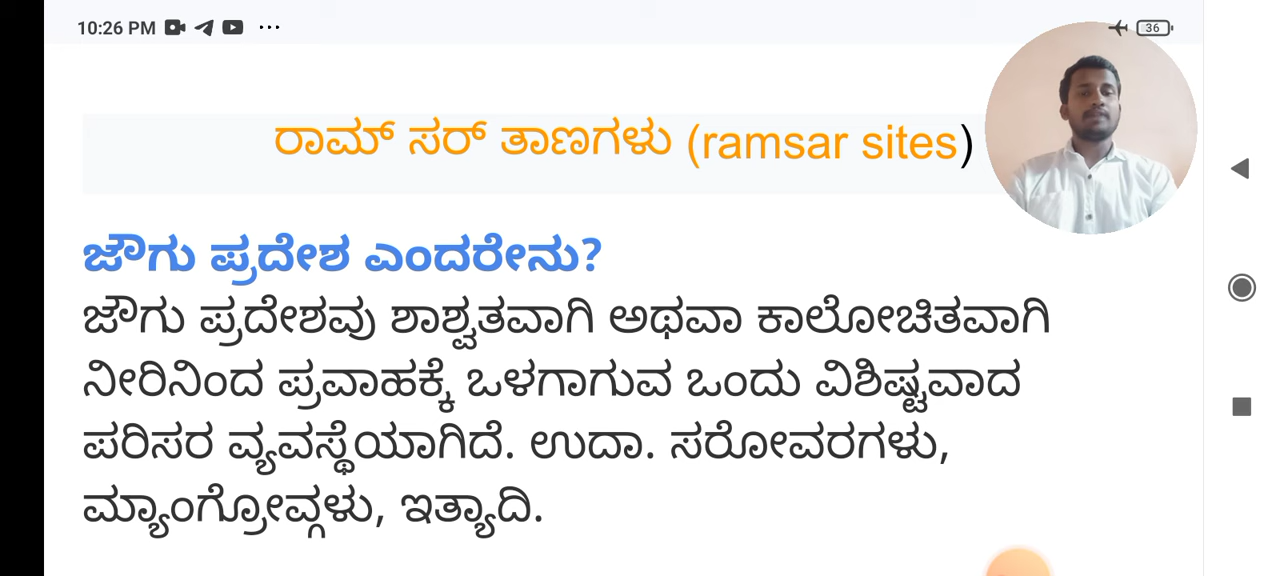 10:26 PM ...
36
ರಾಮ್ ಸರ್ ತಾಣಗಳು (ramsar sites)
ಜೌಗು ಪ್ರದೇಶ ಎಂದರೇನು?
ಜೌಗು ಪ್ರದೇಶವು ಶಾಶ್ವತವಾಗಿ ಅಥವಾ ಕಾಲೋಚಿತವಾಗಿ
ನೀರಿನಿಂದ ಪ್ರವಾಹಕ್ಕೆ ಒಳಗಾಗುವ ಒಂದು ವಿಶಿಷ್ಟವಾದ
ಪರಿಸರ ವ್ಯವಸ್ಥೆಯಾಗಿದೆ. ಉದಾ. ಸರೋವರಗಳು,
ಮ್ಯಾಂಗ್ರೋವ್ಗಳು, ಇತ್ಯಾದಿ.